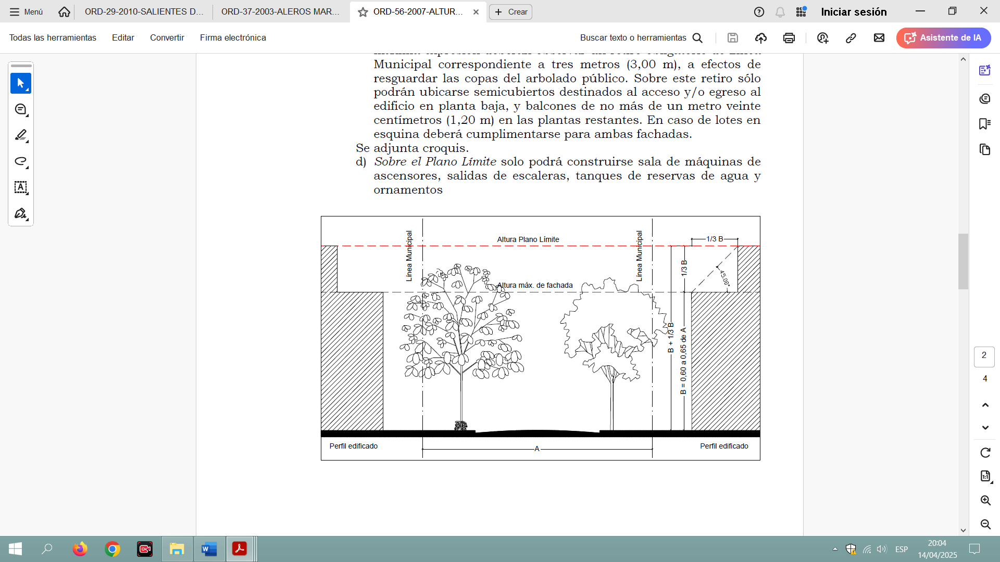 Menú
ORD-29-2010-SALIENTES D...
ORD-37-2003-ALEROS MAR...
ORD-56-2007-ALTUR...
Crear
Iniciar sesión
Todas las herramientas
Editar
Convertir
Firma electrónica
Buscar texto o herramientas
Asistente de IA
Municipal correspondiente a tres metros (3,00 m), a efectos de
resguardar las copas del arbolado público. Sobre este retiro sólo
podrán ubicarse semicubiertos destinados al acceso y/o egreso al
edificio en planta baja, y balcones de no más de un metro veinte
centímetros (1,20 m) en las plantas restantes. En caso de lotes en
esquina deberá cumplimentarse para ambas fachadas.
Se adjunta croquis.
d) Sobre el Plano Límite solo podrá construirse sala de máquinas de
ascensores, salidas de escaleras, tanques de reservas de agua y
ornamentos
Línea Municipal
Altura Plano Límite
Línea Municipal
1/3 B
1/3 B
45.00°
Altura máx. de fachada
B + 1/3 B
B = 0,60 a 0,65 de A
Perfil edificado
A
Perfil edificado
2
4
1:1
A
W
ESP
20:04
14/04/2025